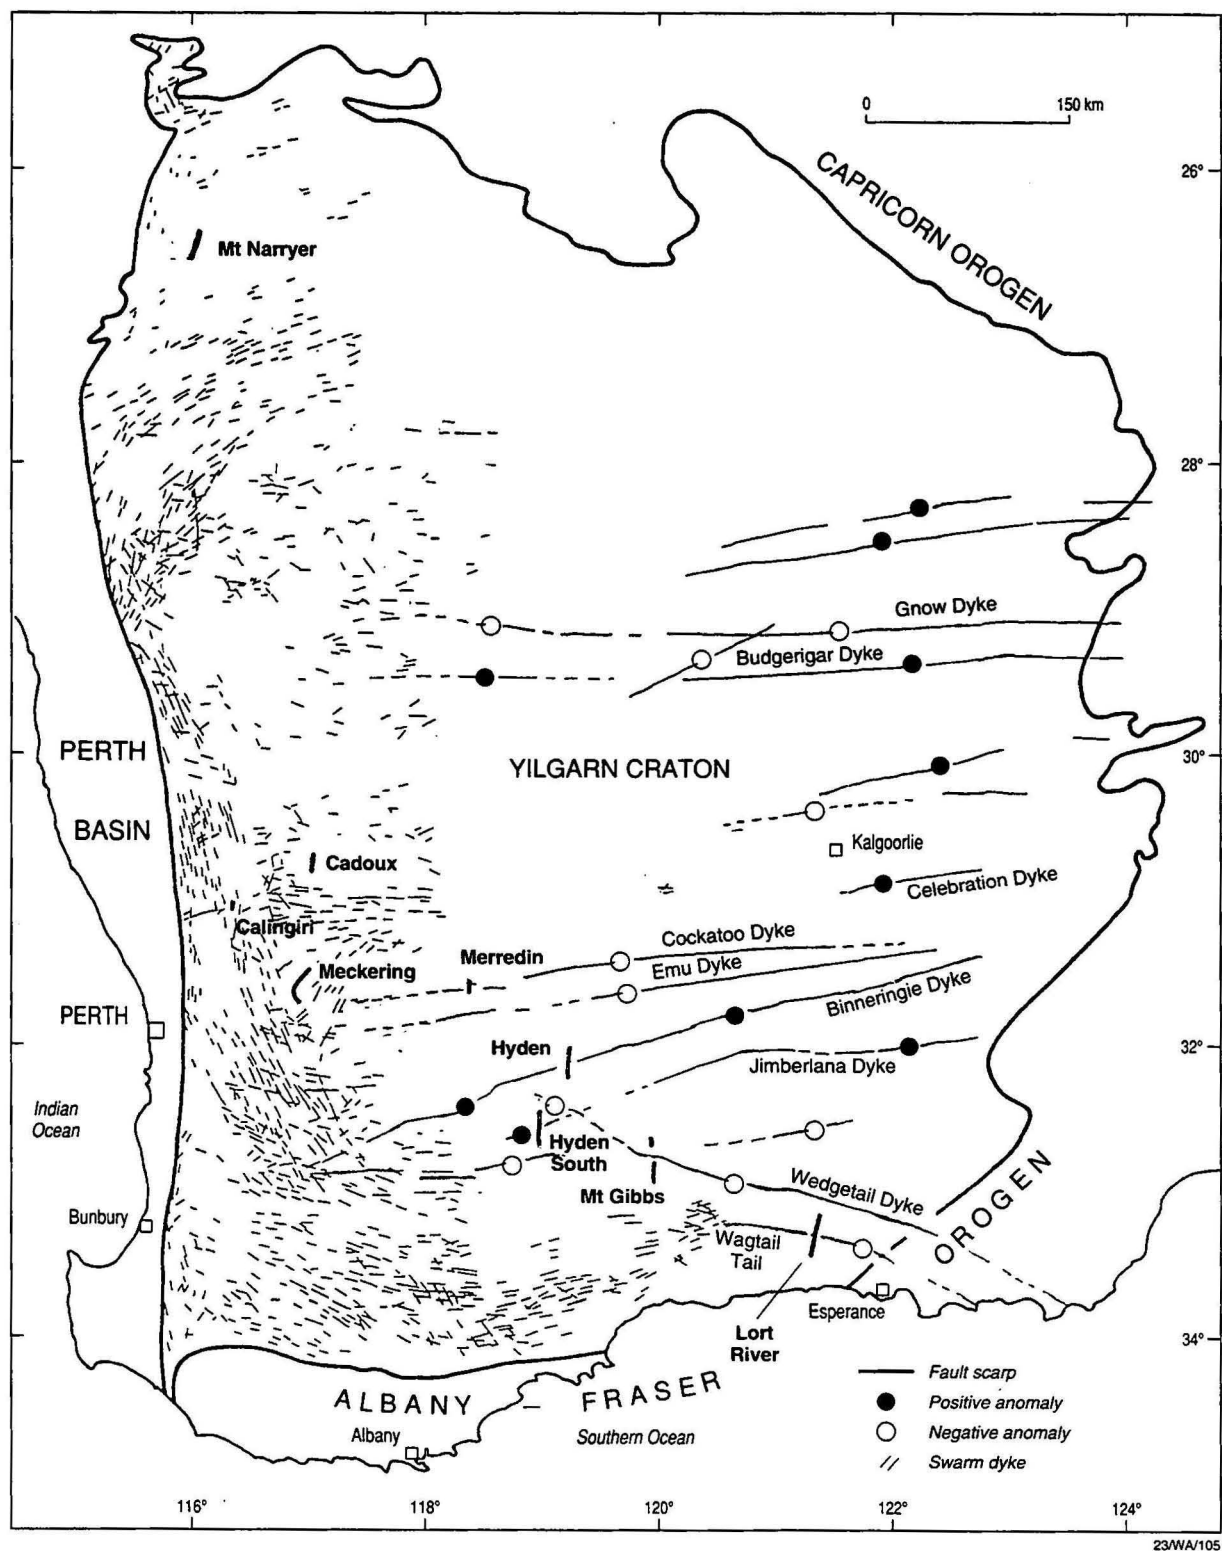 0 150 km
CAPRICORN OROGEN
26°
Mt Narryer
28°
Gnow Dyke
Budgerigar Dyke
PERTH
BASIN
YILGARN CRATON
30°
Kalgoorlie
Cadoux
Celebration Dyke
Calingiri
Cockatoo Dyke
Merredin
Emu Dyke
Meckering
Binneringie Dyke
PERTH
Hyden
32°
Jimberlana Dyke
Indian
Ocean
Hyden
South
Mt Gibbs
Wedgetail Dyke
Bunbury
Wagtail
Tail
OROGEN
Esperance
Lort
River
34°
Fault scarp
ALBANY FRASER
Positive anomaly
Albany
Southern Ocean
Negative anomaly
Swarm dyke
116° 118° 120° 122° 124°
23/WA/105